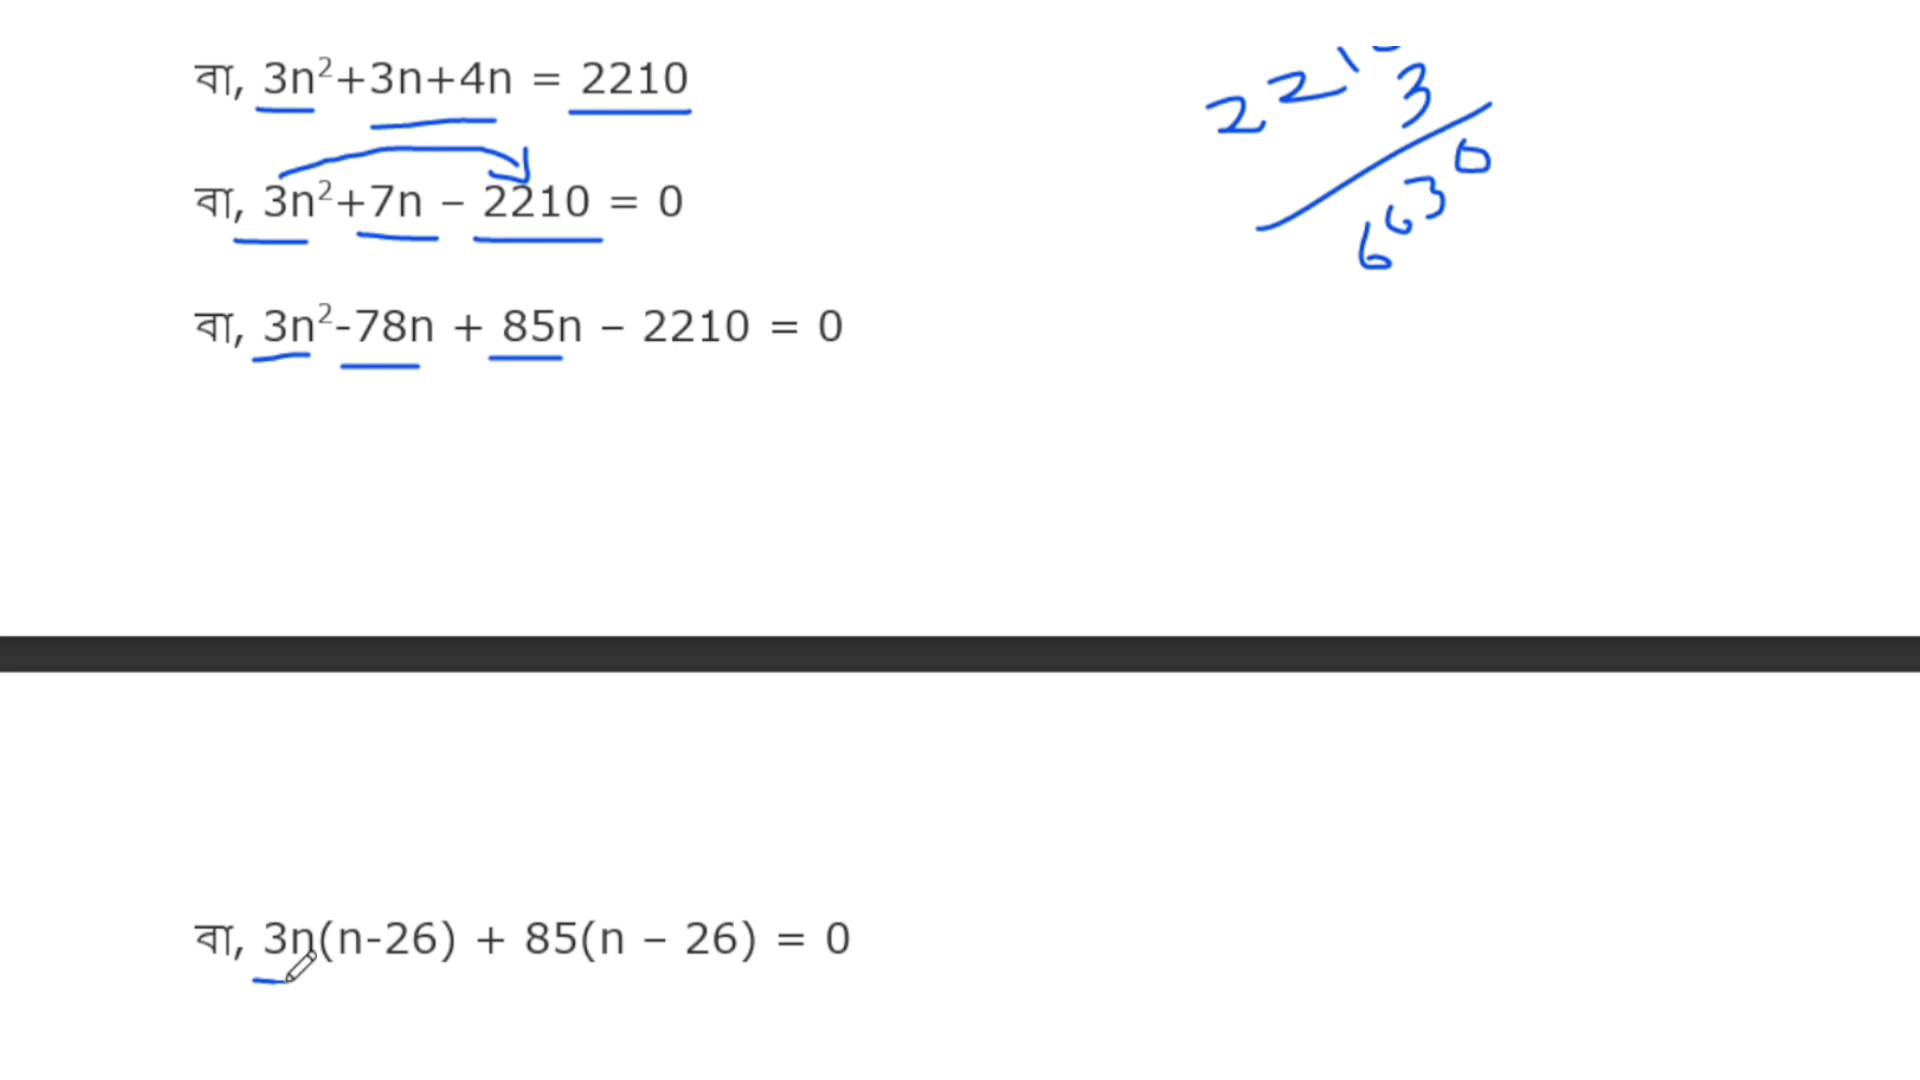 বা, 3n²+3n+4n = 2210
বা, 3n²+7n – 2210 = 0
বা, 3n²-78n + 85n – 2210 = 0
বা, 3n(n-26) + 85(n – 26) = 0
2210
3
6630